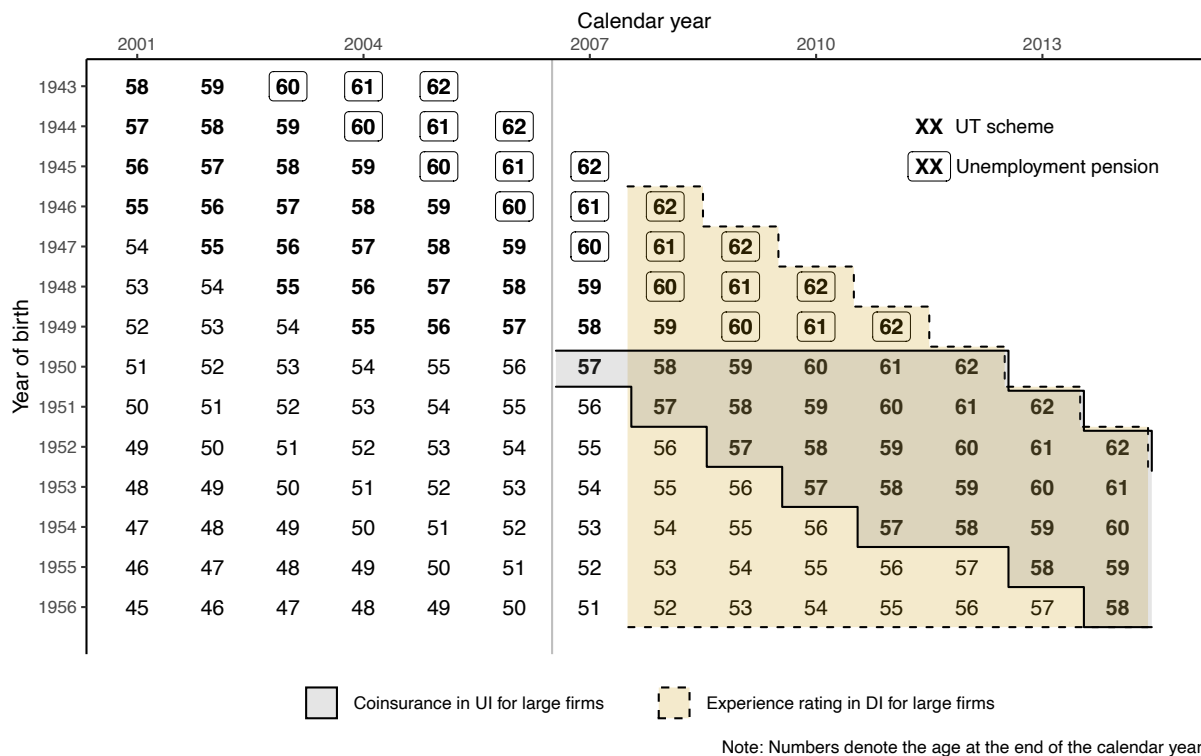 Calendar year
2001 2004 2007 2010 2013
Year of birth
1943 58 59 60 61 62
1944 57 58 59 60 61 62 XX UT scheme
1945 56 57 58 59 60 61 62 XX Unemployment pension
1946 55 56 57 58 59 60 61 62
1947 54 55 56 57 58 59 60 61 62
1948 53 54 55 56 57 58 59 60 61 62
1949 52 53 54 55 56 57 58 59 60 61 62
1950 51 52 53 54 55 56 57 58 59 60 61 62
1951 50 51 52 53 54 55 56 57 58 59 60 61 62
1952 49 50 51 52 53 54 55 56 57 58 59 60 61 62
1953 48 49 50 51 52 53 54 55 56 57 58 59 60 61
1954 47 48 49 50 51 52 53 54 55 56 57 58 59 60
1955 46 47 48 49 50 51 52 53 54 55 56 57 58 59
1956 45 46 47 48 49 50 51 52 53 54 55 56 57 58
Coinsurance in UI for large firms Experience rating in DI for large firms
Note: Numbers denote the age at the end of the calendar year